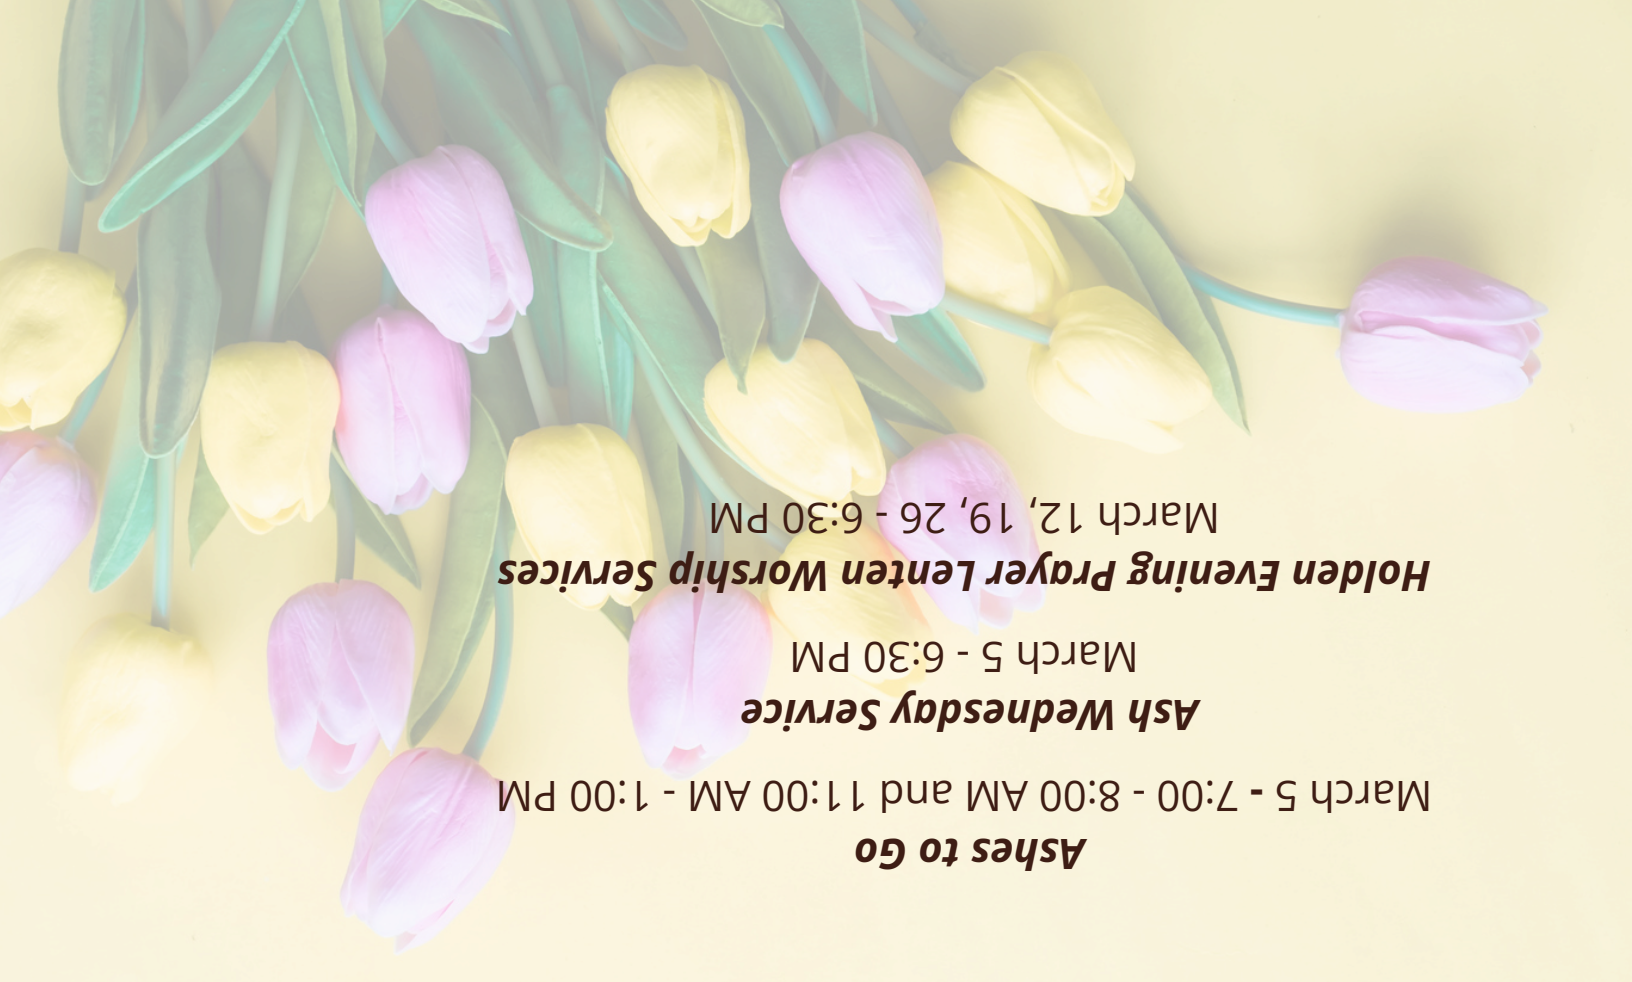 Ashes to Go
March 5 - 7:00 - 8:00 AM and 11:00 AM - 1:00 PM
Ash Wednesday Service
March 5 - 6:30 PM
Holden Evening Prayer Lenten Worship Services
March 12, 19, 26 - 6:30 PM